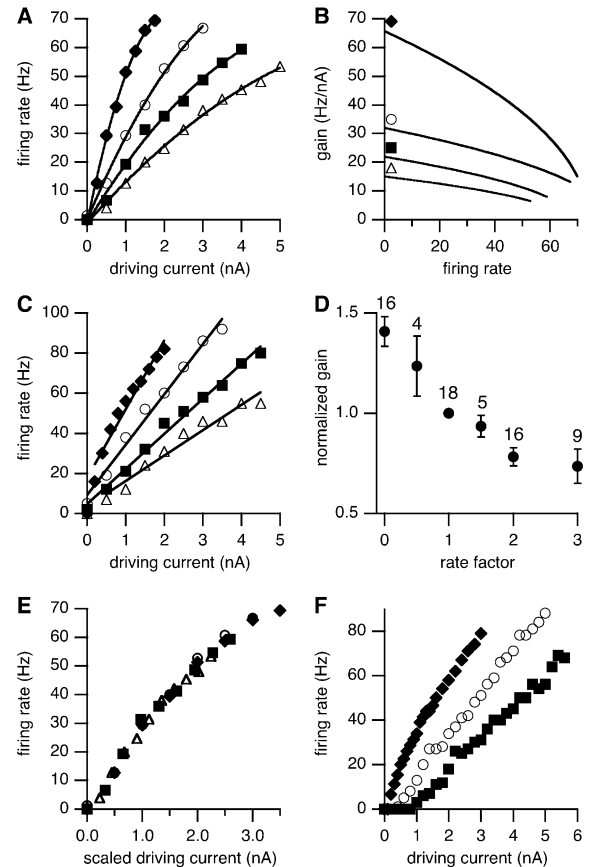 A
firing rate (Hz)
70
60
50
40
30
20
10
0
0 1 2 3 4 5
driving current (nA)
B
gain (Hz/nA)
70
60
50
40
30
20
10
0
0 20 40 60
firing rate
C
firing rate (Hz)
100
80
60
40
20
0
0 1 2 3 4 5
driving current (nA)
D
normalized gain
1.5
1.0
0.5
16
4
18
5
16
9
0 1 2 3
rate factor
E
firing rate (Hz)
70
60
50
40
30
20
10
0
0.0 1.0 2.0 3.0
scaled driving current (nA)
F
firing rate (Hz)
80
60
40
20
0
0 1 2 3 4 5 6
driving current (nA)